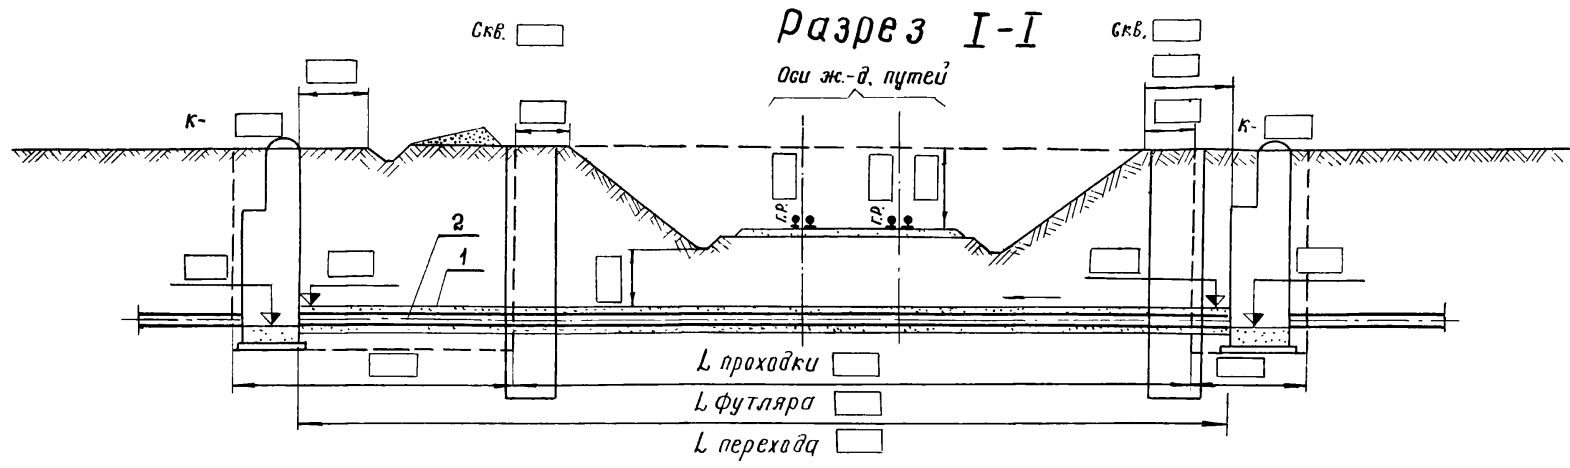 Разрез I-I
Скв.
Скв.
Оси ж.-д. путей
К-
К-
Г.Р.
Г.Р.
2
1
L проходки
L футляра
L перехода